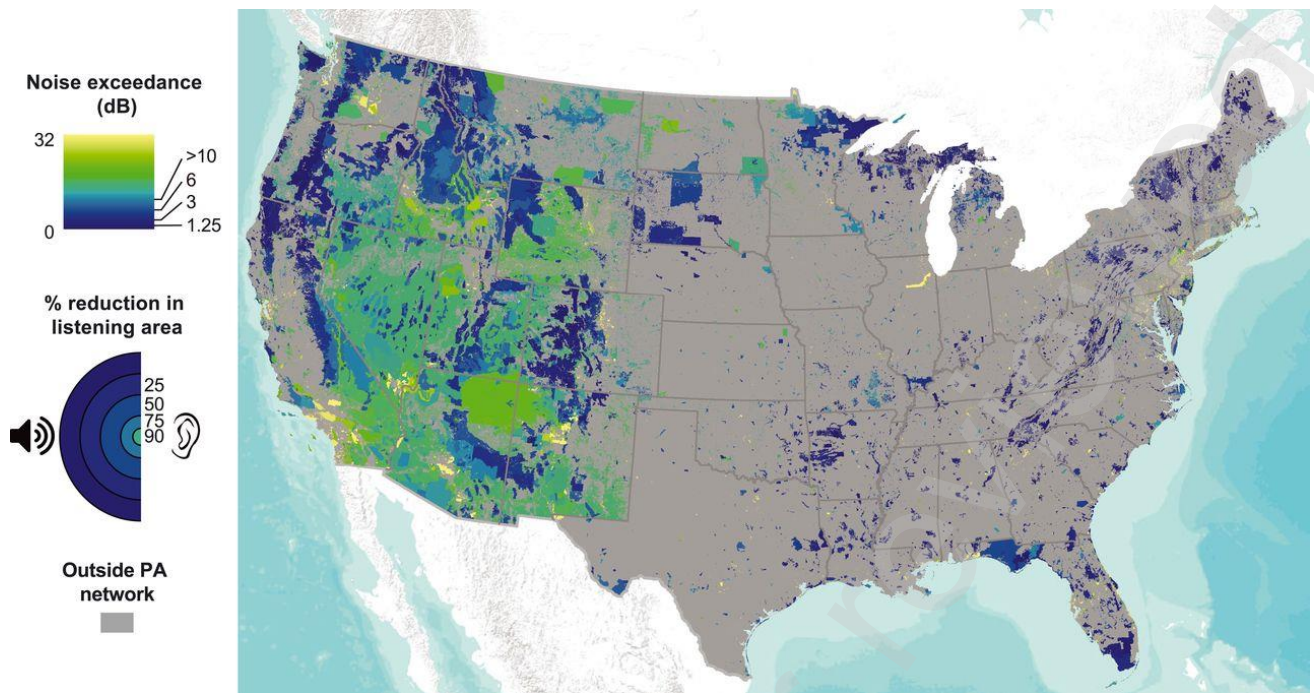 Noise exceedance
(dB)
32
>10
6
3
1.25
0
% reduction in
listening area
25
50
75
90
Outside PA
network